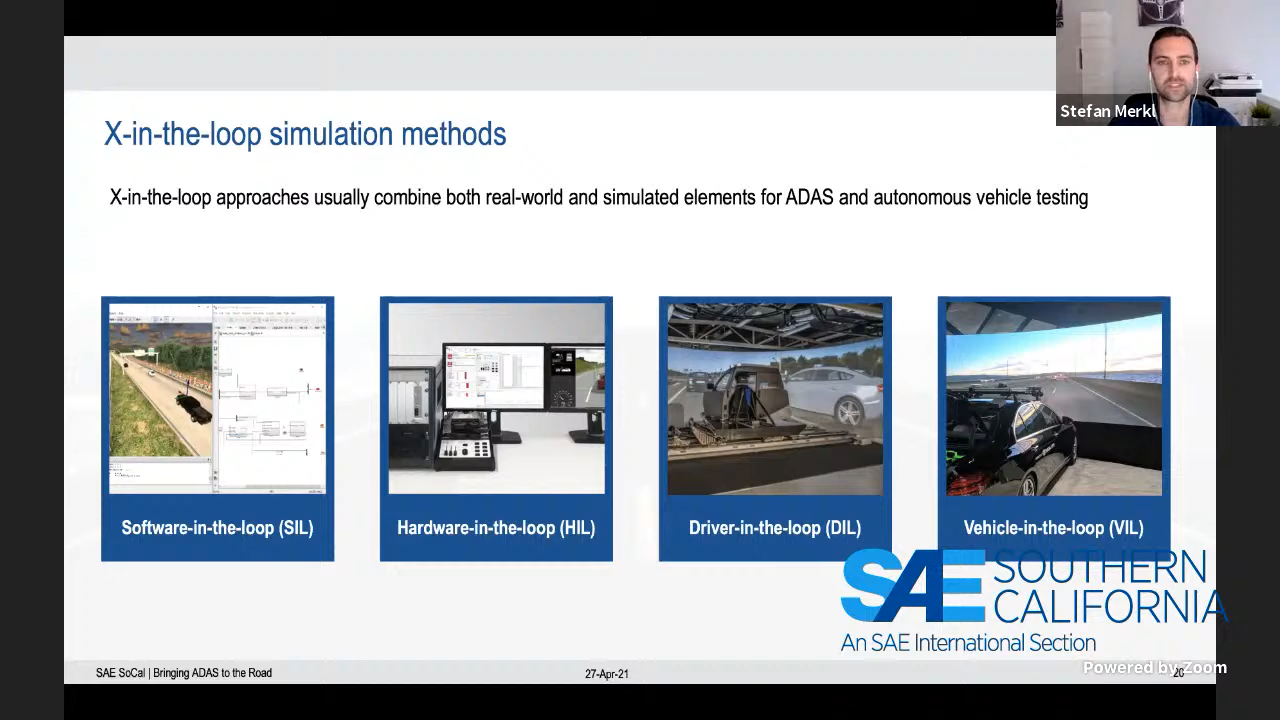 Stefan Merkl
X-in-the-loop simulation methods
X-in-the-loop approaches usually combine both real-world and simulated elements for ADAS and autonomous vehicle testing
Software-in-the-loop (SIL)
Hardware-in-the-loop (HIL)
Driver-in-the-loop (DIL)
Vehicle-in-the-loop (VIL)
SAE SOUTHERN
CALIFORNIA
An SAE International Section
Powered by Zoom
SAE SoCal | Bringing ADAS to the Road
27-Apr-21
20